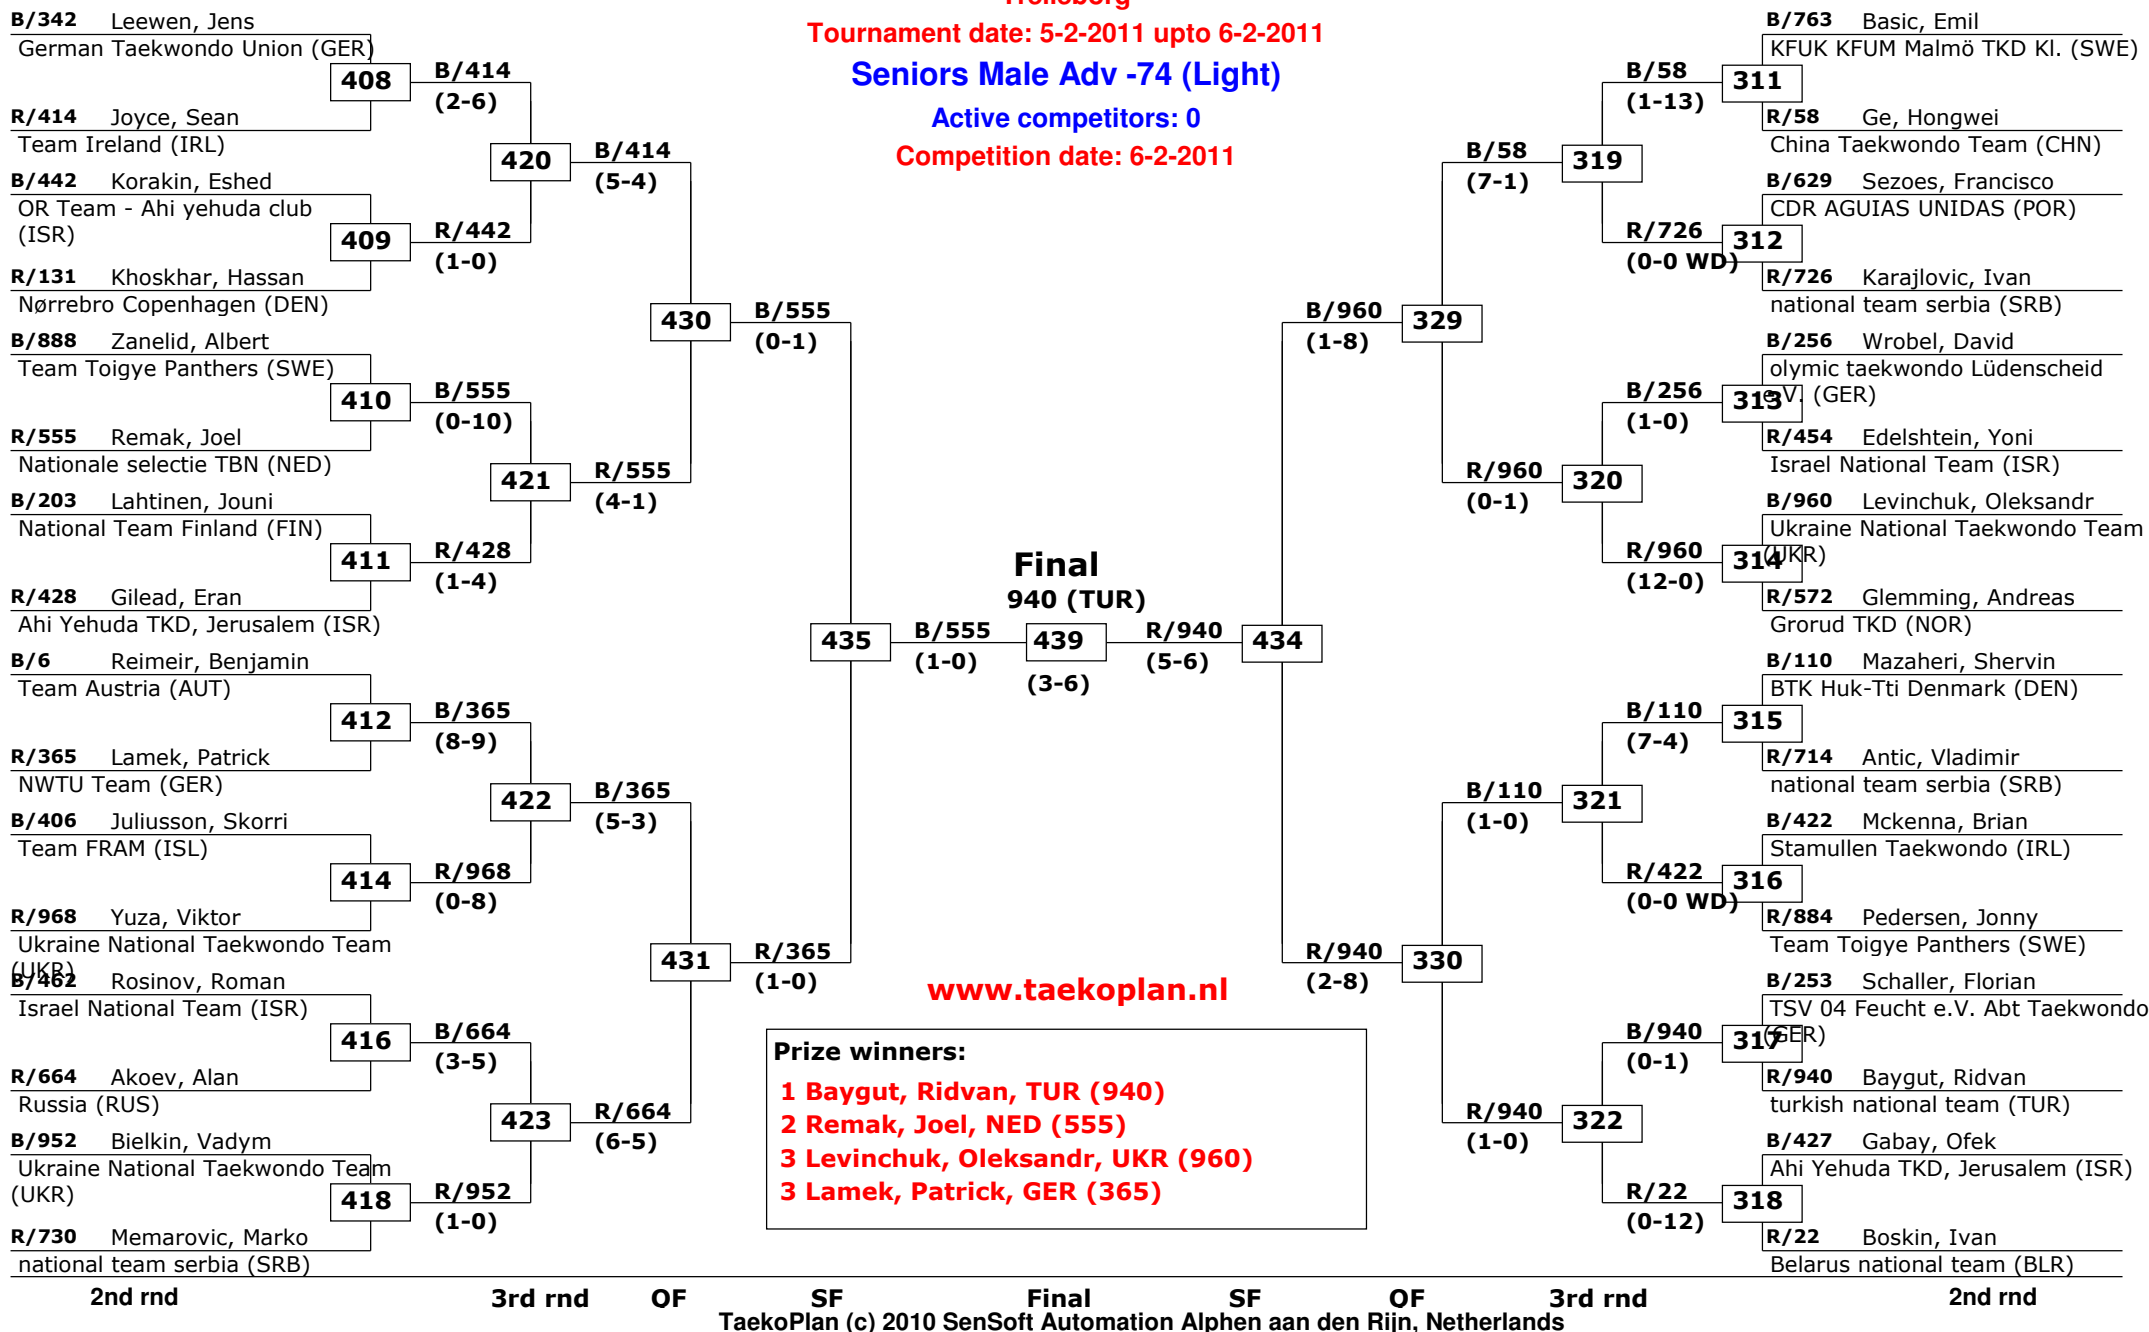 Trelleborg
Tournament date: 5-2-2011 upto 6-2-2011
Seniors Male Adv -74 (Light)
Active competitors: 0
Competition date: 6-2-2011
B/342 Leewen, Jens
German Taekwondo Union (GER)
408
B/414
(2-6)
R/414 Joyce, Sean
Team Ireland (IRL)
420
B/414
(5-4)
B/442 Korakin, Eshed
OR Team - Ahi yehuda club
(ISR)
409
R/442
(1-0)
R/131 Khoskhar, Hassan
Nørrebro Copenhagen (DEN)
430
B/555
(0-1)
B/888 Zanelid, Albert
Team Toigye Panthers (SWE)
410
B/555
(0-10)
R/555 Remak, Joel
Nationale selectie TBN (NED)
421
R/555
(4-1)
B/203 Lahtinen, Jouni
National Team Finland (FIN)
411
R/428
(1-4)
R/428 Gilead, Eran
Ahi Yehuda TKD, Jerusalem (ISR)
435
B/555
(1-0)
B/6 Reimeir, Benjamin
Team Austria (AUT)
412
B/365
(8-9)
R/365 Lamek, Patrick
NWTU Team (GER)
422
B/365
(5-3)
B/406 Juliusson, Skorri
Team FRAM (ISL)
414
R/968
(0-8)
R/968 Yuza, Viktor
Ukraine National Taekwondo Team
(UKR)
431
R/365
(1-0)
B/462 Rosinov, Roman
Israel National Team (ISR)
416
B/664
(3-5)
R/664 Akoev, Alan
Russia (RUS)
423
R/664
(6-5)
B/952 Bielkin, Vadym
Ukraine National Taekwondo Team
(UKR)
418
R/952
(1-0)
R/730 Memarovic, Marko
national team serbia (SRB)
Final
940 (TUR)
439
(3-6)
R/940
(5-6)
434
B/763 Basic, Emil
KFUK KFUM Malmö TKD Kl. (SWE)
B/58
(1-13)
311
R/58 Ge, Hongwei
China Taekwondo Team (CHN)
B/58
(7-1)
319
B/629 Sezoes, Francisco
CDR AGUIAS UNIDAS (POR)
R/726
(0-0 WD)
312
R/726 Karajlovic, Ivan
national team serbia (SRB)
B/960
(1-8)
329
B/256 Wrobel, David
olymic taekwondo Lüdenscheid
e.V. (GER)
B/256
(1-0)
313
R/454 Edelshtein, Yoni
Israel National Team (ISR)
R/960
(0-1)
320
B/960 Levinchuk, Oleksandr
Ukraine National Taekwondo Team
(UKR)
R/960
(12-0)
314
R/572 Glemming, Andreas
Grorud TKD (NOR)
B/110 Mazaheri, Shervin
BTK Huk-Tti Denmark (DEN)
B/110
(7-4)
315
R/714 Antic, Vladimir
national team serbia (SRB)
B/110
(1-0)
321
B/422 Mckenna, Brian
Stamullen Taekwondo (IRL)
R/422
(0-0 WD)
316
R/884 Pedersen, Jonny
Team Toigye Panthers (SWE)
R/940
(2-8)
330
B/253 Schaller, Florian
TSV 04 Feucht e.V. Abt Taekwondo
(GER)
B/940
(0-1)
317
R/940 Baygut, Ridvan
turkish national team (TUR)
R/940
(1-0)
322
B/427 Gabay, Ofek
Ahi Yehuda TKD, Jerusalem (ISR)
R/22
(0-12)
318
R/22 Boskin, Ivan
Belarus national team (BLR)
www.taekoplan.nl
Prize winners:
1 Baygut, Ridvan, TUR (940)
2 Remak, Joel, NED (555)
3 Levinchuk, Oleksandr, UKR (960)
3 Lamek, Patrick, GER (365)
2nd rnd 3rd rnd QF SF Final SF QF 3rd rnd 2nd rnd
TaekoPlan (c) 2010 SenSoft Automation Alphen aan den Rijn, Netherlands